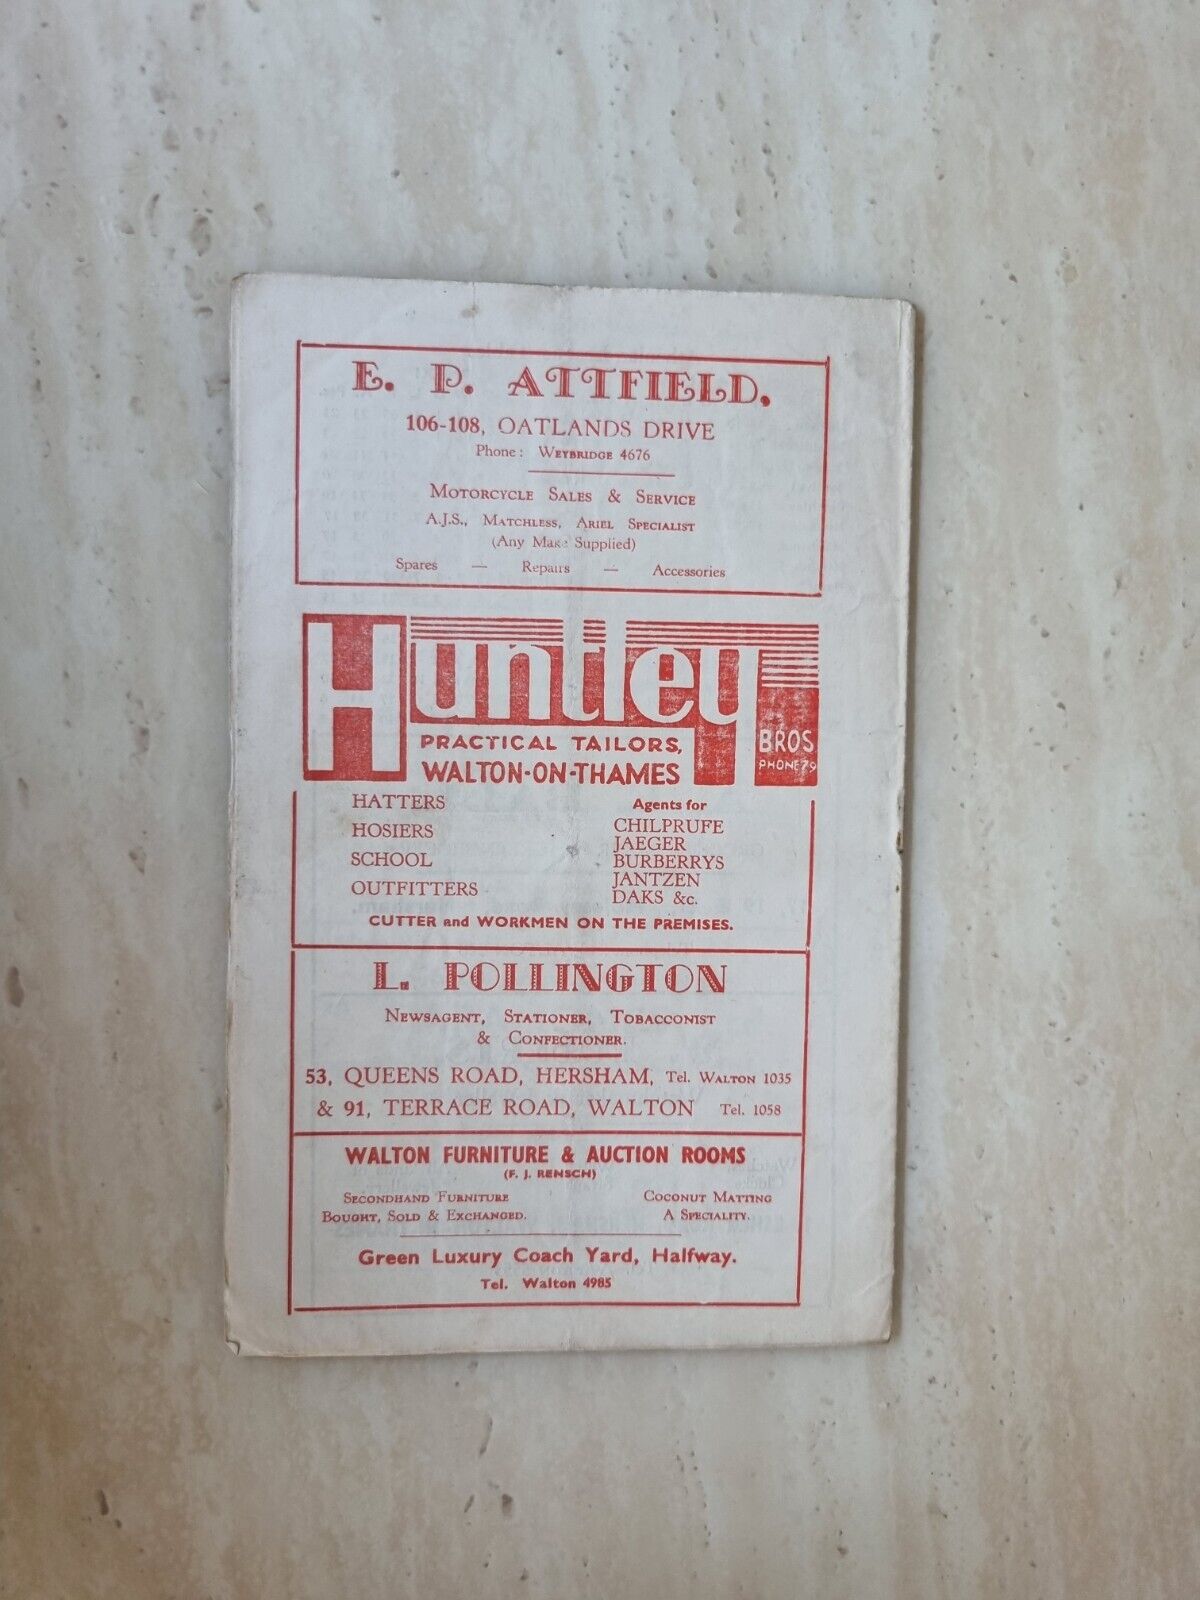 E. P. ATTFIELD.
106-108, OATLANDS DRIVE
Phone: WEYBRIDGE 4676
MOTORCYCLE SALES & SERVICE
A.J.S., MATCHLESS, ARIEL SPECIALIST
(Any Make Supplied)
Spares — Repairs — Accessories
Huntley
BROS
PHONE 79
PRACTICAL TAILORS,
WALTON-ON-THAMES
HATTERS
HOSIERS
SCHOOL
OUTFITTERS
Agents for
CHILPRUFE
JAEGER
BURBERRYS
JANTZEN
DAKS &c.
CUTTER and WORKMEN ON THE PREMISES.
L. POLLINGTON
NEWSAGENT, STATIONER, TOBACCONIST
& CONFECTIONER.
53, QUEENS ROAD, HERSHAM, Tel. WALTON 1035
& 91, TERRACE ROAD, WALTON Tel. 1058
WALTON FURNITURE & AUCTION ROOMS
(F. J. RENSCH)
SECONDHAND FURNITURE
BOUGHT, SOLD & EXCHANGED.
COCONUT MATTING
A SPECIALITY.
Green Luxury Coach Yard, Halfway.
Tel. Walton 4985